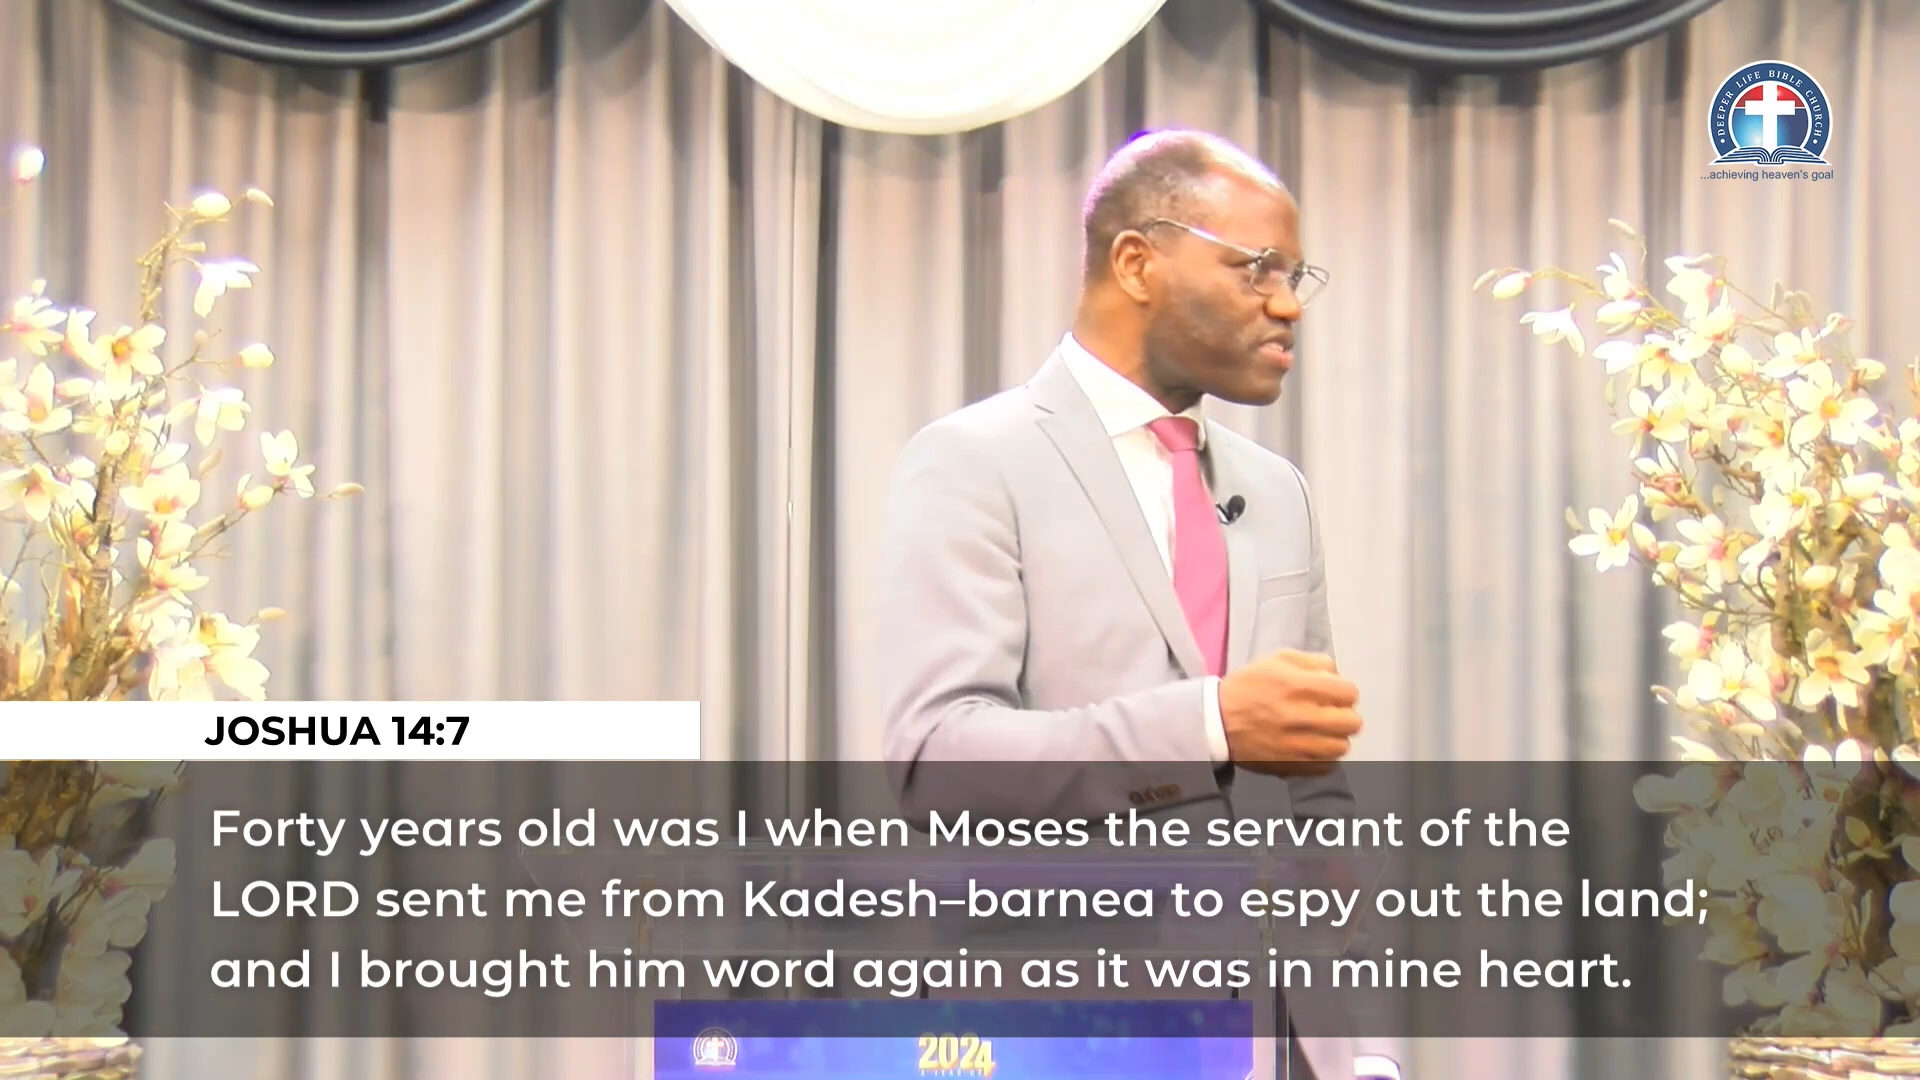 DEEPER LIFE BIBLE CHURCH
...achieving heaven's goal
JOSHUA 14:7
Forty years old was I when Moses the servant of the
LORD sent me from Kadesh–barnea to espy out the land;
and I brought him word again as it was in mine heart.
2024
A YEAR OF